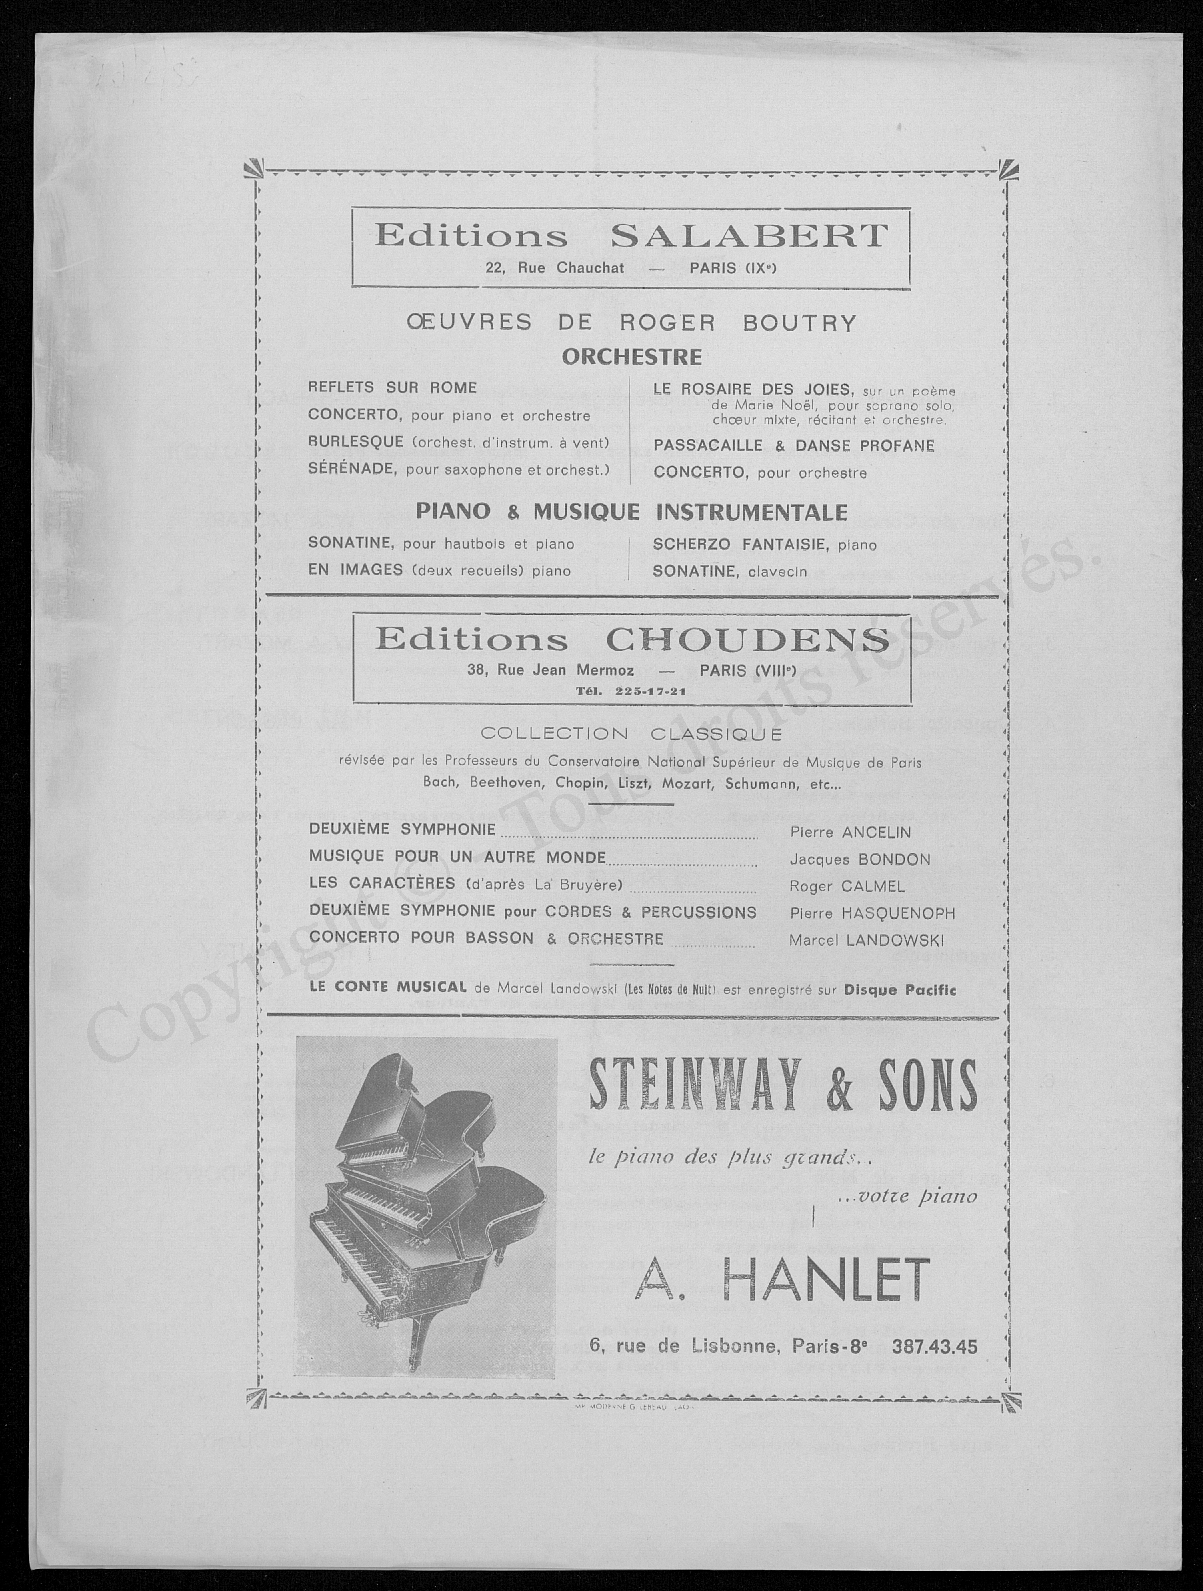 Editions SALABERT
22, Rue Chauchat — PARIS (IXe)
ŒUVRES DE ROGER BOUTRY
ORCHESTRE
REFLETS SUR ROME
CONCERTO, pour piano et orchestre
BURLESQUE (orchest. d'instrum. à vent)
SÉRÉNADE, pour saxophone et orchest.)
LE ROSAIRE DES JOIES, sur un poème
de Marie Noël, pour soprano solo,
chœur mixte, récitant et orchestre.
PASSACAILLE & DANSE PROFANE
CONCERTO, pour orchestre
PIANO & MUSIQUE INSTRUMENTALE
SONATINE, pour hautbois et piano
EN IMAGES (deux recueils) piano
SCHERZO FANTAISIE, piano
SONATINE, clavecin
Editions CHOUDENS
38, Rue Jean Mermoz — PARIS (VIIIe)
Tél. 225-17-21
COLLECTION CLASSIQUE
révisée par les Professeurs du Conservatoire National Supérieur de Musique de Paris
Bach, Beethoven, Chopin, Liszt, Mozart, Schumann, etc...
DEUXIÈME SYMPHONIE ........ Pierre ANCELIN
MUSIQUE POUR UN AUTRE MONDE ........ Jacques BONDON
LES CARACTÈRES (d'après La Bruyère) ........ Roger CALMEL
DEUXIÈME SYMPHONIE pour CORDES & PERCUSSIONS Pierre HASQUENOPH
CONCERTO POUR BASSON & ORCHESTRE ........ Marcel LANDOWSKI
LE CONTE MUSICAL de Marcel Landowski (Les Notes de Nuit) est enregistré sur Disque Pacific
STEINWAY & SONS
le piano des plus grands..
...votre piano
A. HANLET
6, rue de Lisbonne, Paris-8e 387.43.45
Copyright © - Tous droits réservés.